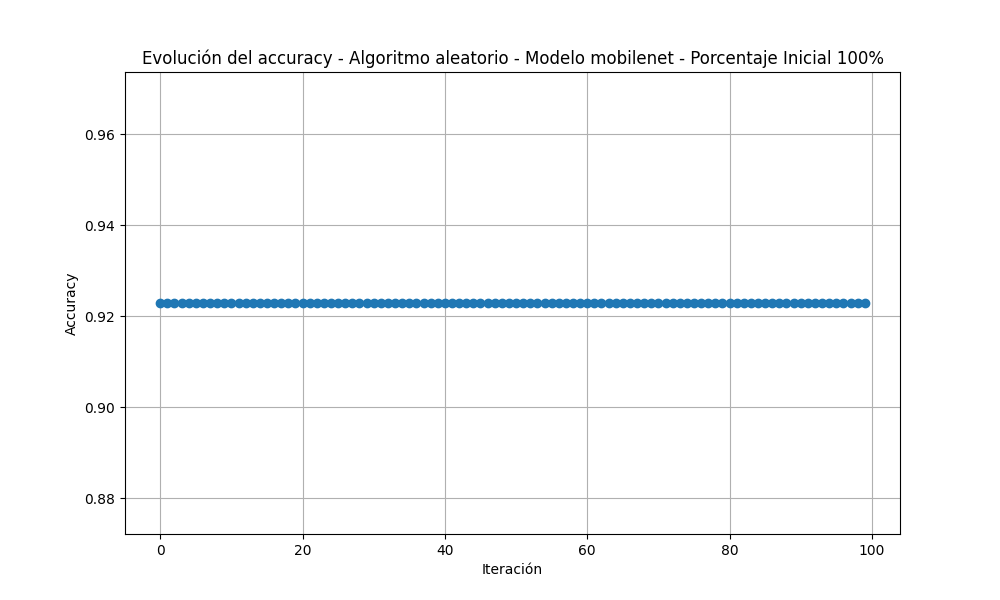 Evolución del accuracy - Algoritmo aleatorio - Modelo mobilenet - Porcentaje Inicial 100%
0.96
0.94
0.92
0.90
0.88
Accuracy
0 20 40 60 80 100
Iteración